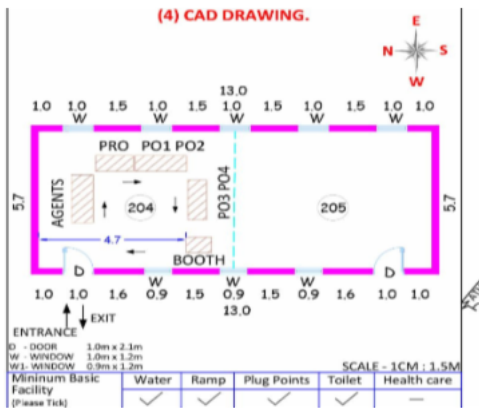 (4) CAD DRAWING.
E
N S
W
13.0
1.0 1.0 1.5 1.0 1.5 1.0 1.5 1.0 1.5 1.0 1.0
W W W W W
PRO PO1 PO2
AGENTS
PO3 PO4
5.7
204
205
5.7
4.7
BOOTH
D W W W D
1.0 1.0 1.6 0.9 1.5 0.9 1.5 0.9 1.6 1.0 1.0
13.0
EXIT
ENTRANCE
D - DOOR 1.0m x 2.1m
W - WINDOW 1.0m x 1.2m
W1- WINDOW 0.9m x 1.2m
SCALE - 1CM : 1.5M
Mininum Basic Facility [Please Tick] Water Ramp Plug Points Toilet Health care